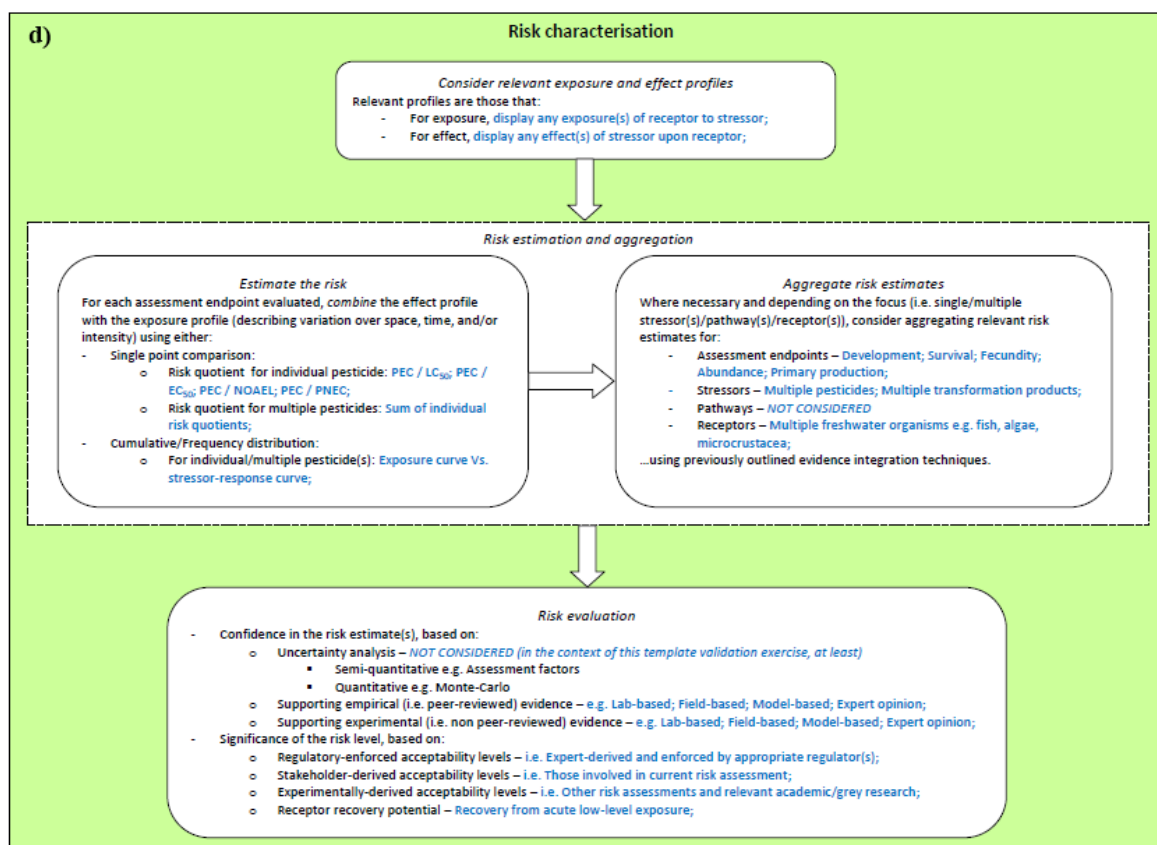 d)
Risk characterisation
Consider relevant exposure and effect profiles
Relevant profiles are those that:
- For exposure, display any exposure(s) of receptor to stressor;
- For effect, display any effect(s) of stressor upon receptor;
Risk estimation and aggregation
Estimate the risk
For each assessment endpoint evaluated, combine the effect profile
with the exposure profile (describing variation over space, time, and/or
intensity) using either:
- Single point comparison:
o Risk quotient for individual pesticide: PEC / LC50; PEC /
EC50; PEC / NOAEL; PEC / PNEC;
o Risk quotient for multiple pesticides: Sum of individual
risk quotients;
- Cumulative/Frequency distribution:
o For individual/multiple pesticide(s): Exposure curve Vs.
stressor-response curve;
Aggregate risk estimates
Where necessary and depending on the focus (i.e. single/multiple
stressor(s)/pathway(s)/receptor(s)), consider aggregating relevant risk
estimates for:
- Assessment endpoints – Development; Survival; Fecundity;
Abundance; Primary production;
- Stressors – Multiple pesticides; Multiple transformation products;
- Pathways – NOT CONSIDERED
- Receptors – Multiple freshwater organisms e.g. fish, algae,
microcrustacea;
...using previously outlined evidence integration techniques.
Risk evaluation
- Confidence in the risk estimate(s), based on:
o Uncertainty analysis – NOT CONSIDERED (in the context of this template validation exercise, at least)
▪ Semi-quantitative e.g. Assessment factors
▪ Quantitative e.g. Monte-Carlo
o Supporting empirical (i.e. peer-reviewed) evidence – e.g. Lab-based; Field-based; Model-based; Expert opinion;
o Supporting experimental (i.e. non peer-reviewed) evidence – e.g. Lab-based; Field-based; Model-based; Expert opinion;
- Significance of the risk level, based on:
o Regulatory-enforced acceptability levels – i.e. Expert-derived and enforced by appropriate regulator(s);
o Stakeholder-derived acceptability levels – i.e. Those involved in current risk assessment;
o Experimentally-derived acceptability levels – i.e. Other risk assessments and relevant academic/grey research;
o Receptor recovery potential – Recovery from acute low-level exposure;